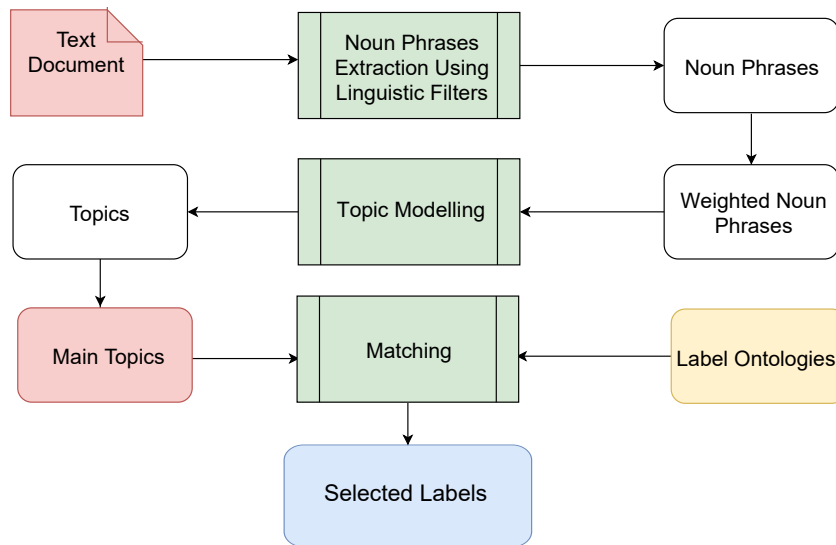 Text
Document
Noun Phrases
Extraction Using
Linguistic Filters
Noun Phrases
Topics
Topic Modelling
Weighted Noun
Phrases
Main Topics
Matching
Label Ontologies
Selected Labels